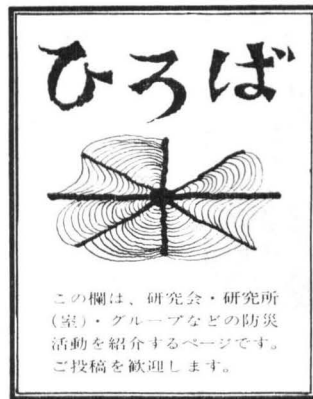 ひろば
この欄は、研究会・研究所
(室)・グループなどの防災
活動を紹介するページです。
ご投稿を歓迎します。